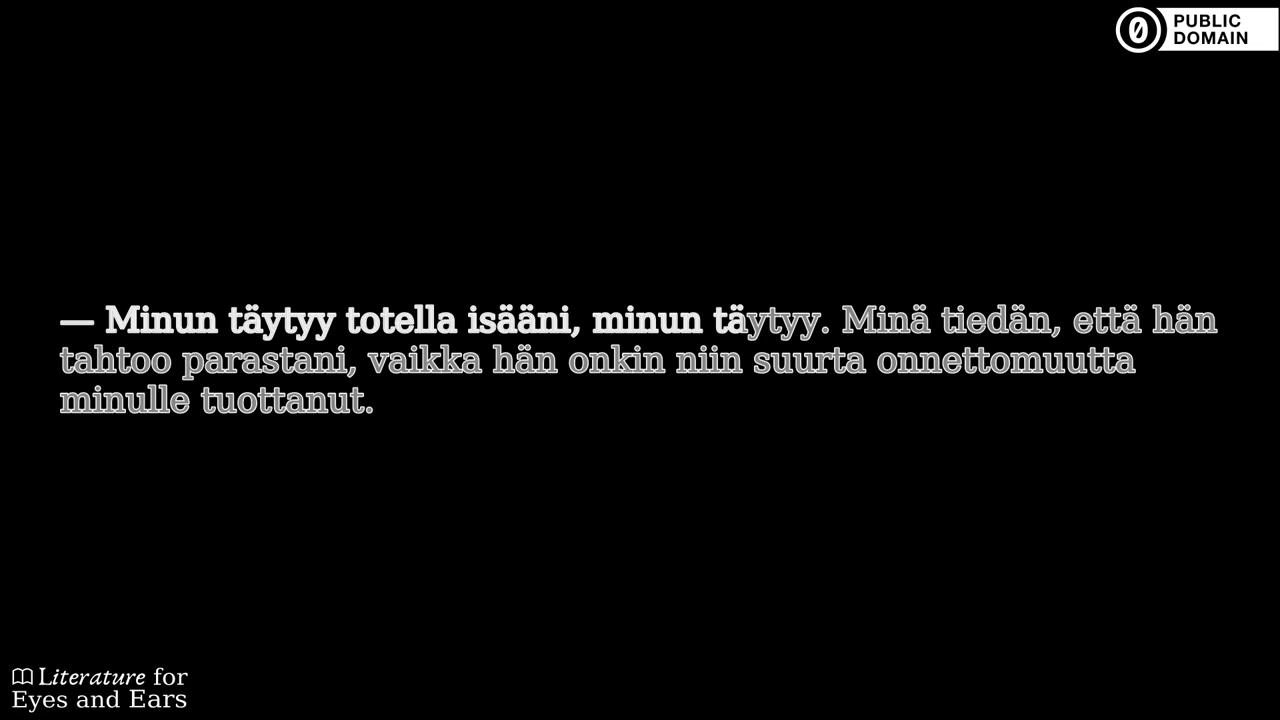 PUBLIC
DOMAIN
— Minun täytyy totella isääni, minun täytyy. Minä tiedän, että hän
tahtoo parastani, vaikka hän onkin niin suurta onnettomuutta
minulle tuottanut.
Literature for
Eyes and Ears